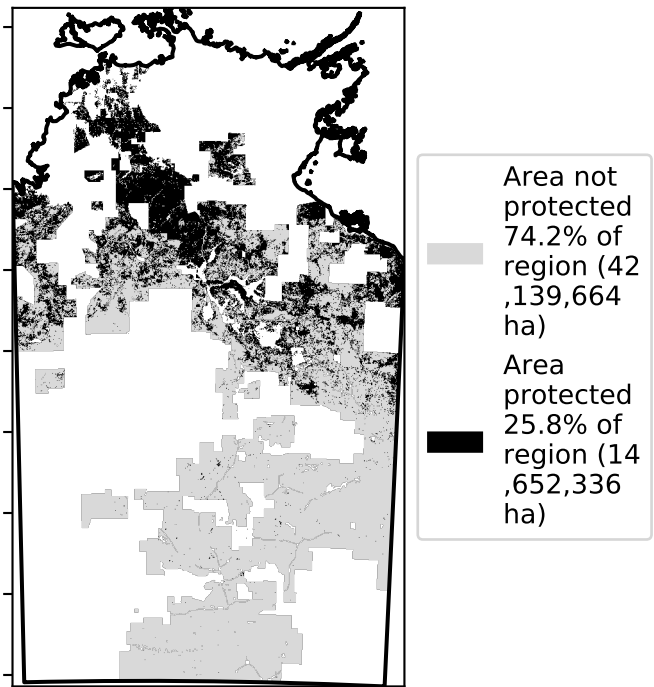 Area not
protected
74.2% of
region (42
,139,664
ha)
Area
protected
25.8% of
region (14
,652,336
ha)